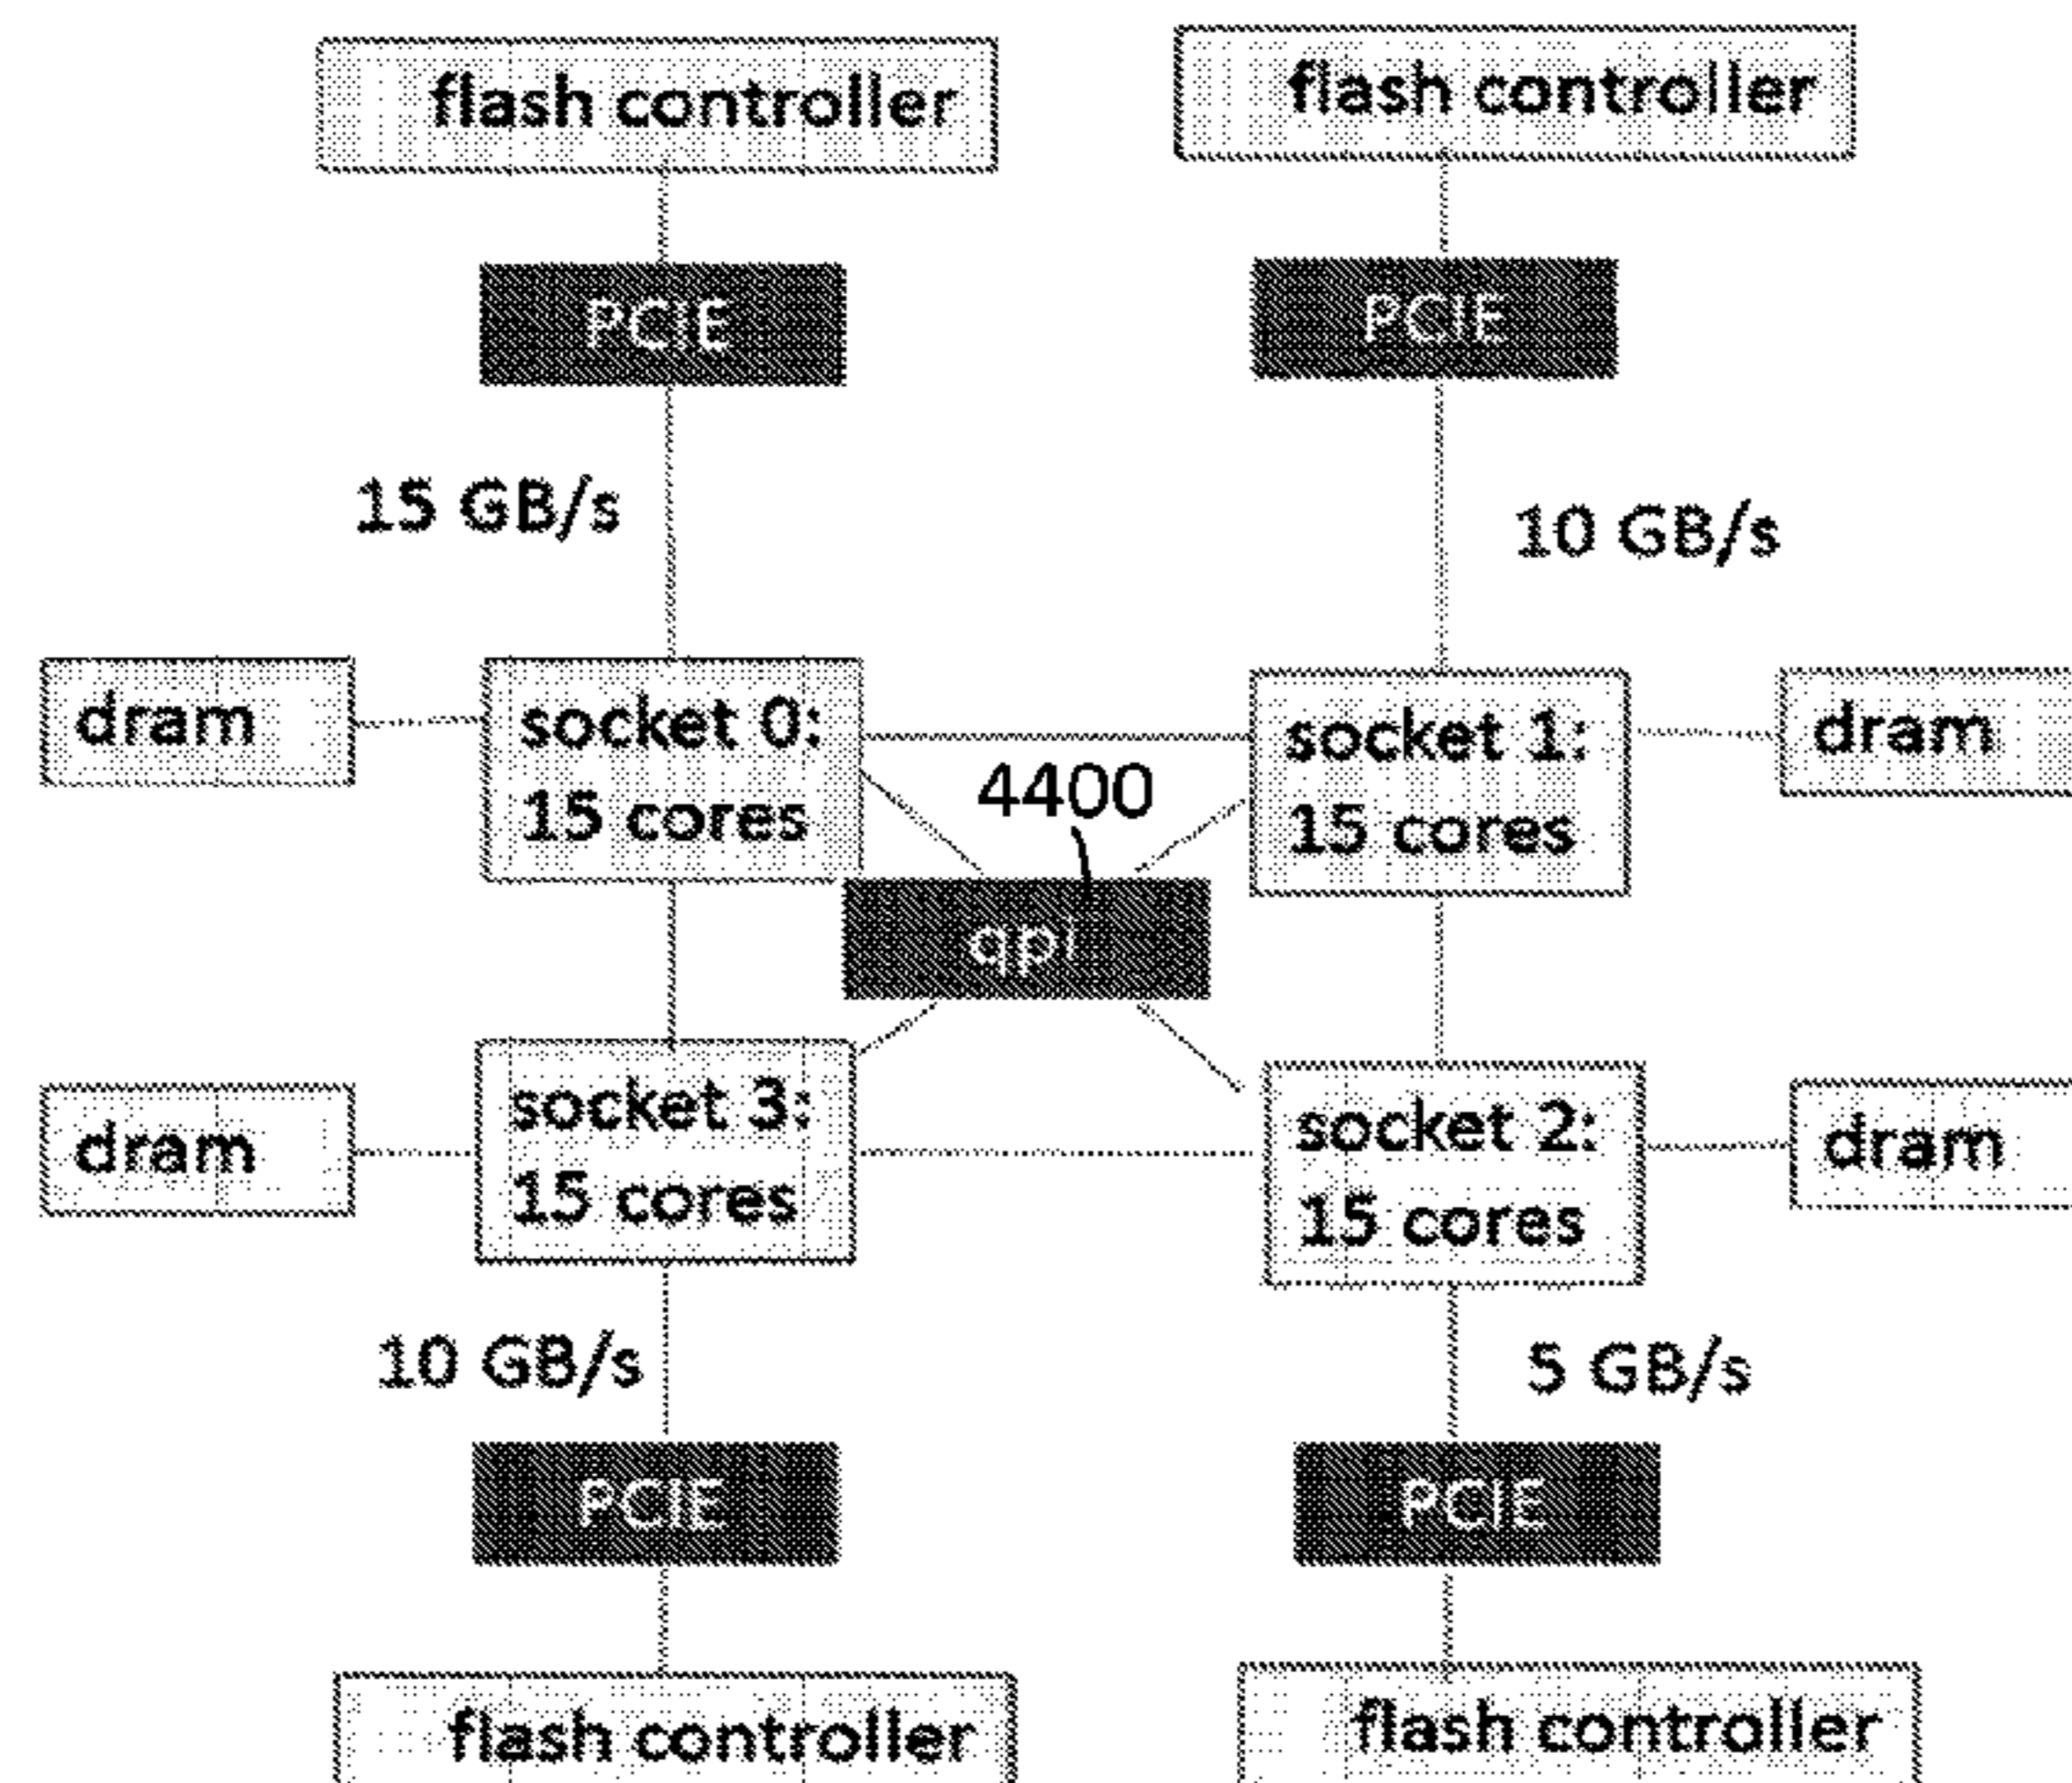 flash controller
flash controller
PCIE
PCIE
15 GB/s
10 GB/s
dram
socket 0:
15 cores
4400
socket 1:
15 cores
dram
qpi
dram
socket 3:
15 cores
socket 2:
15 cores
dram
10 GB/s
5 GB/s
PCIE
PCIE
flash controller
flash controller